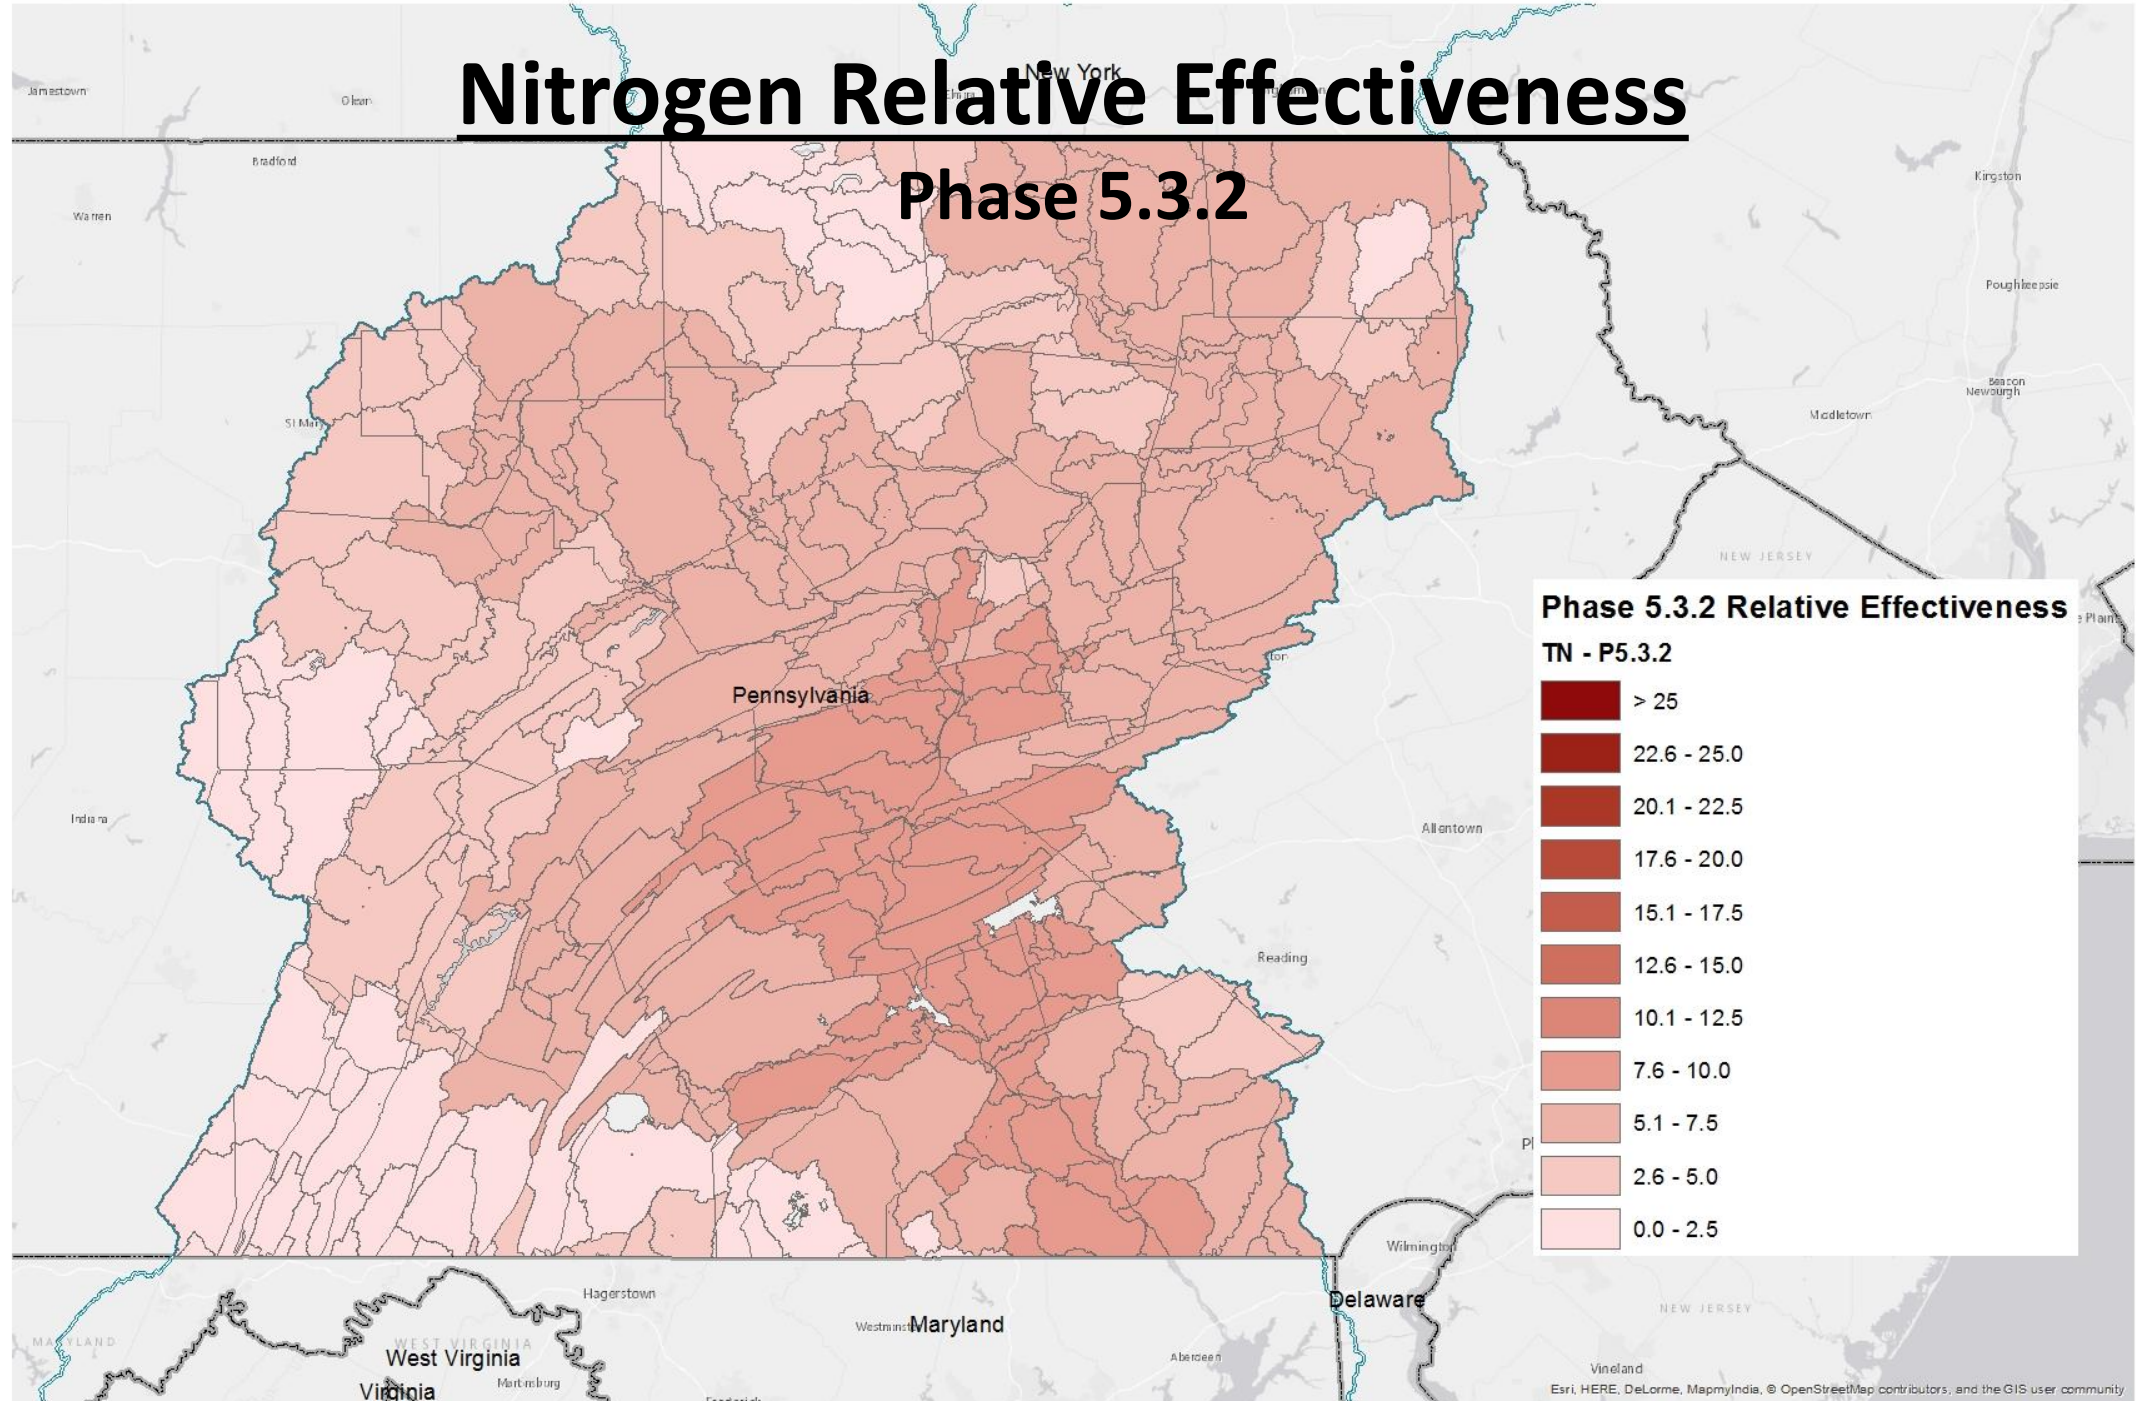 Nitrogen Relative Effectiveness
Phase 5.3.2
New York
Jamestown
Olean
Elmira
Bradford
Warren
Kingston
Poughkeepsie
Beacon
Newburgh
Middletown
NEW JERSEY
Pennsylvania
Indiana
Allentown
Reading
Phase 5.3.2 Relative Effectiveness
TN - P5.3.2
> 25
22.6 - 25.0
20.1 - 22.5
17.6 - 20.0
15.1 - 17.5
12.6 - 15.0
10.1 - 12.5
7.6 - 10.0
5.1 - 7.5
2.6 - 5.0
0.0 - 2.5
Wilmington
Delaware
Hagerstown
Maryland
MARYLAND
WEST VIRGINIA
West Virginia
Virginia
Martinsburg
Aberdeen
NEW JERSEY
Vineland
Esri, HERE, DeLorme, MapmyIndia, © OpenStreetMap contributors, and the GIS user community